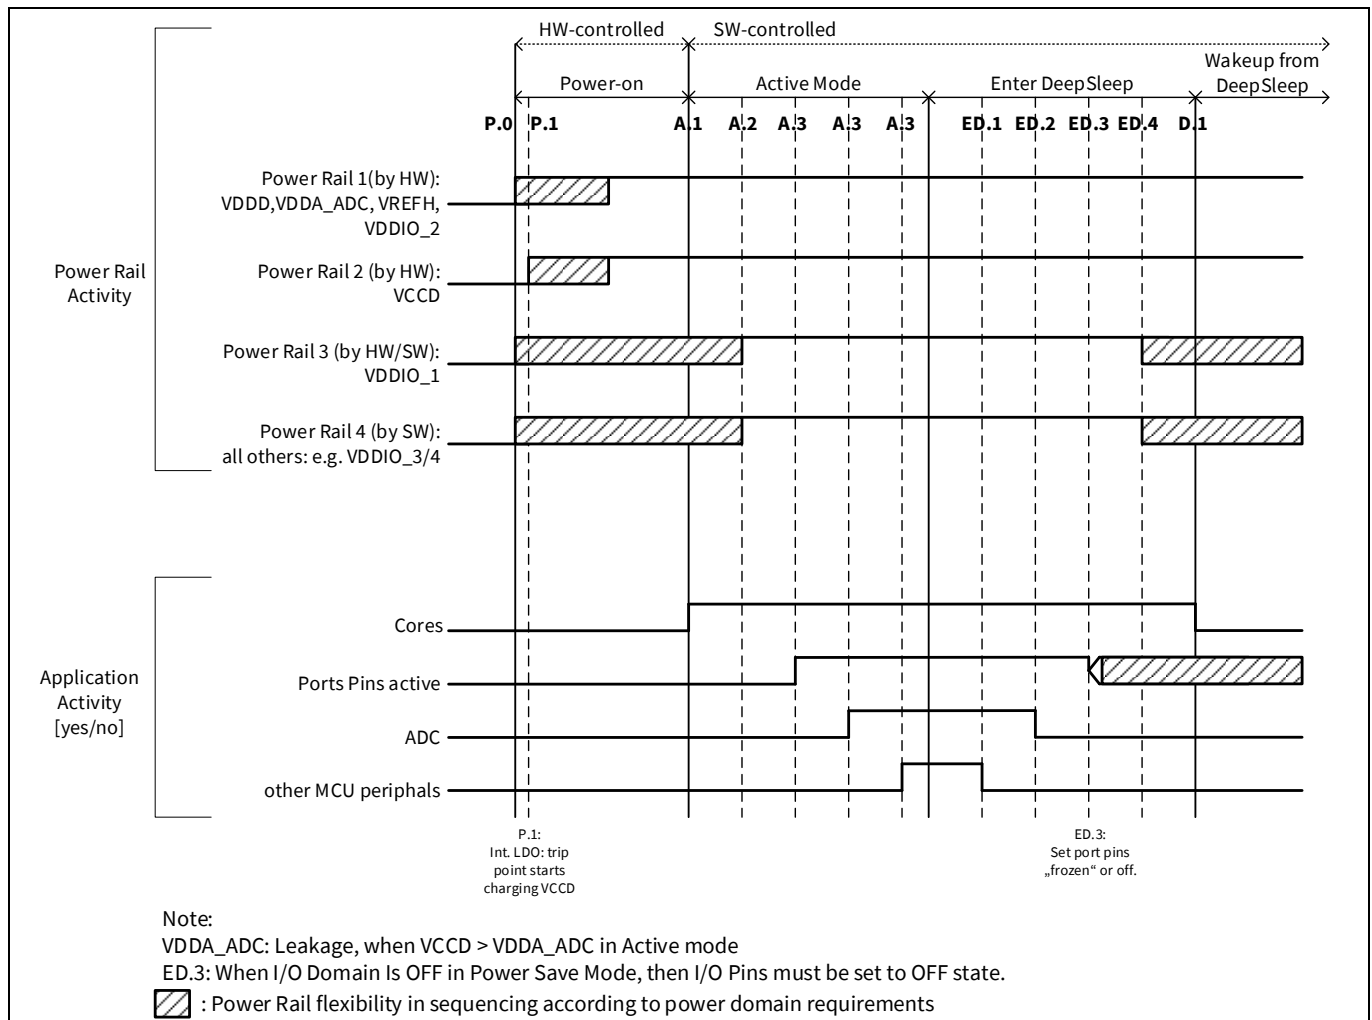 HW-controlled SW-controlled
Wakeup from
Power-on Active Mode Enter DeepSleep DeepSleep
P.0 P.1 A.1 A.2 A.3 A.3 A.3 ED.1 ED.2 ED.3 ED.4 D.1
Power Rail 1(by HW):
VDDD,VDDA_ADC, VREFH,
VDDIO_2
Power Rail
Activity
Power Rail 2 (by HW):
VCCD
Power Rail 3 (by HW/SW):
VDDIO_1
Power Rail 4 (by SW):
all others: e.g. VDDIO_3/4
Cores
Application
Activity
[yes/no]
Ports Pins active
ADC
other MCU periphals
P.1:
Int. LDO: trip
point starts
charging VCCD
ED.3:
Set port pins
„frozen“ or off.
Note:
VDDA_ADC: Leakage, when VCCD > VDDA_ADC in Active mode
ED.3: When I/O Domain Is OFF in Power Save Mode, then I/O Pins must be set to OFF state.
: Power Rail flexibility in sequencing according to power domain requirements